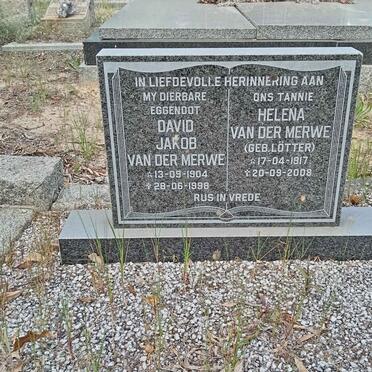 IN LIEFDEVOLLE HERINNERING AAN
MY DIERBARE
EGGENOOT
DAVID
JAKOB
VAN DER MERWE
☆13-09-1904
✝28-06-1998
ONS TANNIE
HELENA
VAN DER MERWE
(GEB.LÖTTER)
☆17-04-1917
✝20-09-2008
RUS IN VREDE